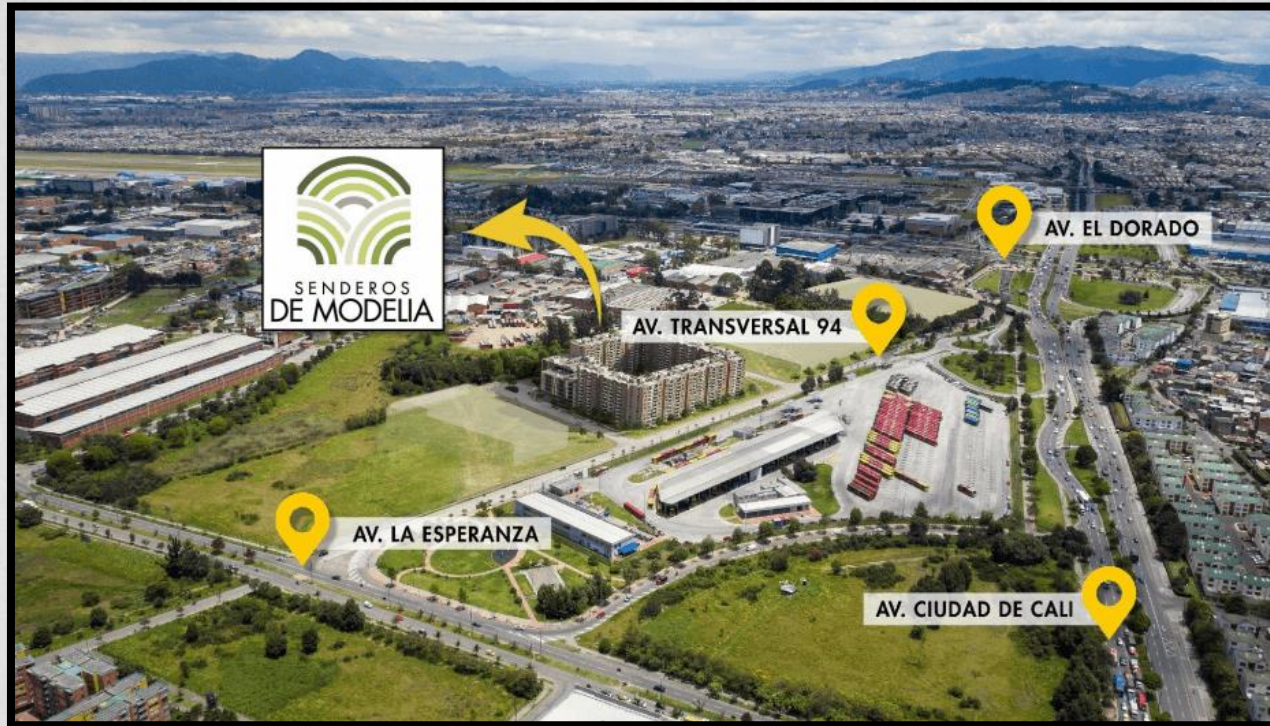 SENDEROS
DE MODELIA
AV. EL DORADO
AV. TRANSVERSAL 94
AV. LA ESPERANZA
AV. CIUDAD DE CALI